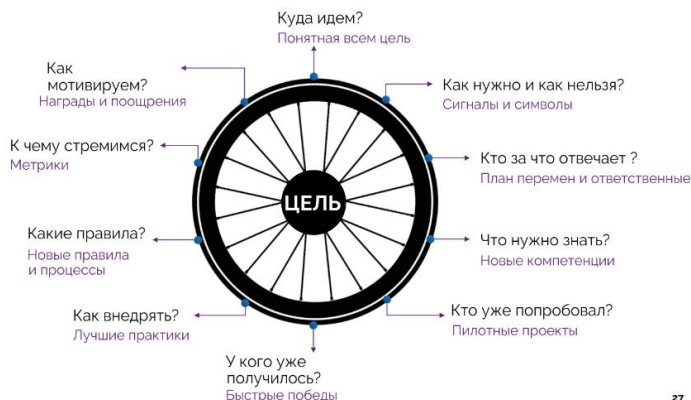 Куда идем?
Понятная всем цель
Как нужно и как нельзя?
Сигналы и символы
Кто за что отвечает ?
План перемен и ответственные
Что нужно знать?
Новые компетенции
Кто уже попробовал?
Пилотные проекты
У кого уже
получилось?
Быстрые победы
Как внедрять?
Лучшие практики
Какие правила?
Новые правила
и процессы
К чему стремимся?
Метрики
Как
мотивируем?
Награды и поощрения
ЦЕЛЬ
27